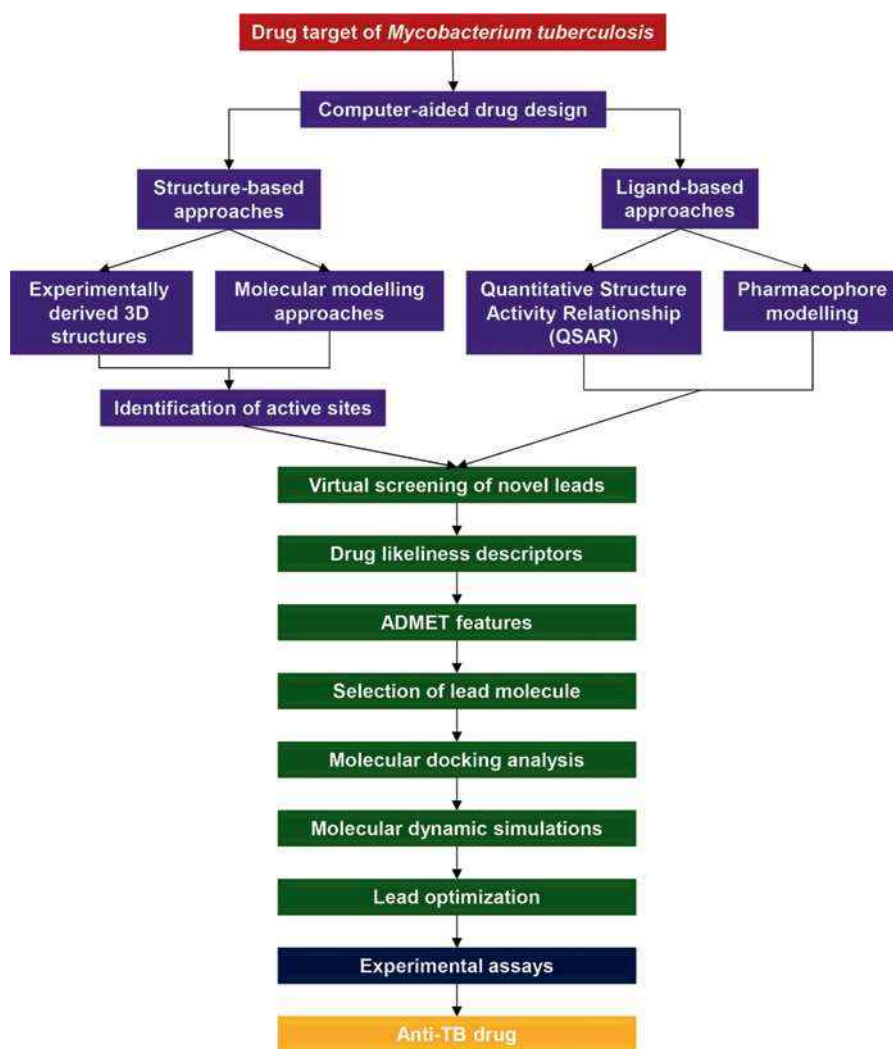 Drug target of Mycobacterium tuberculosis
Computer-aided drug design
Structure-based
approaches
Ligand-based
approaches
Experimentally
derived 3D
structures
Molecular modelling
approaches
Quantitative Structure
Activity Relationship
(QSAR)
Pharmacophore
modelling
Identification of active sites
Virtual screening of novel leads
Drug likeliness descriptors
ADMET features
Selection of lead molecule
Molecular docking analysis
Molecular dynamic simulations
Lead optimization
Experimental assays
Anti-TB drug